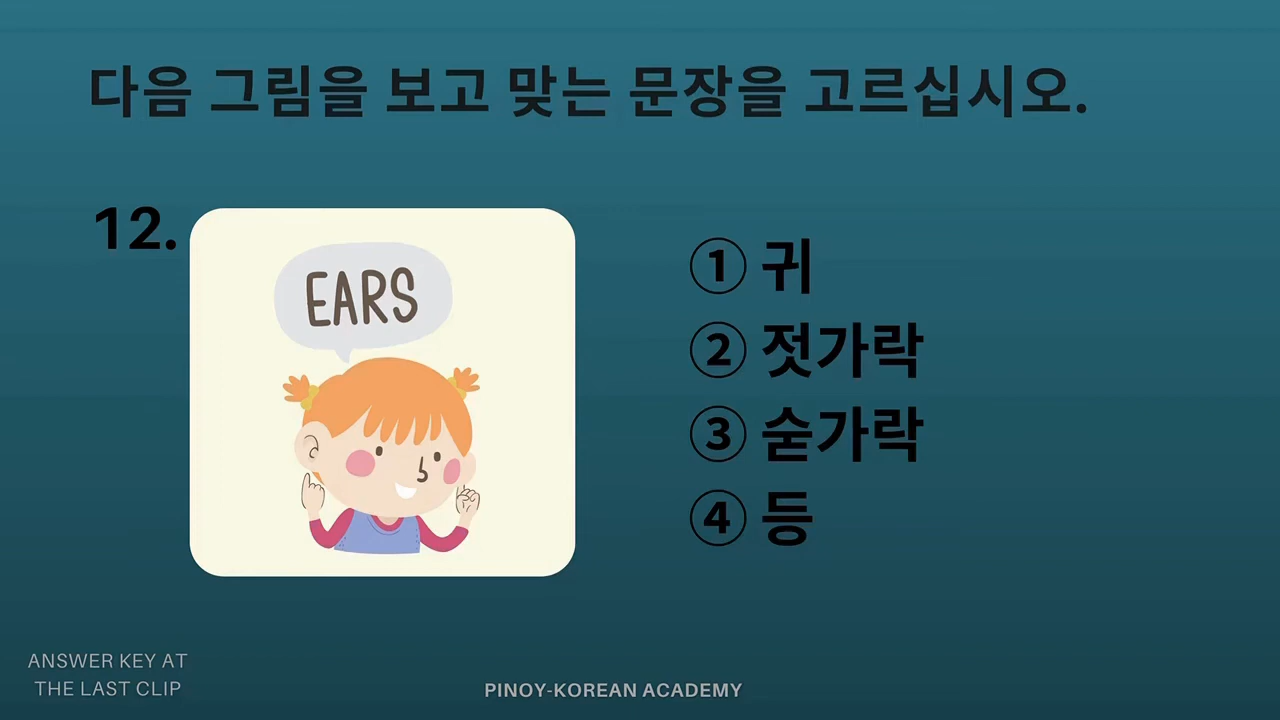 다음 그림을 보고 맞는 문장을 고르십시오.
12.
EARS
① 귀
② 젓가락
③ 숟가락
④ 등
ANSWER KEY AT
THE LAST CLIP
PINOY-KOREAN ACADEMY